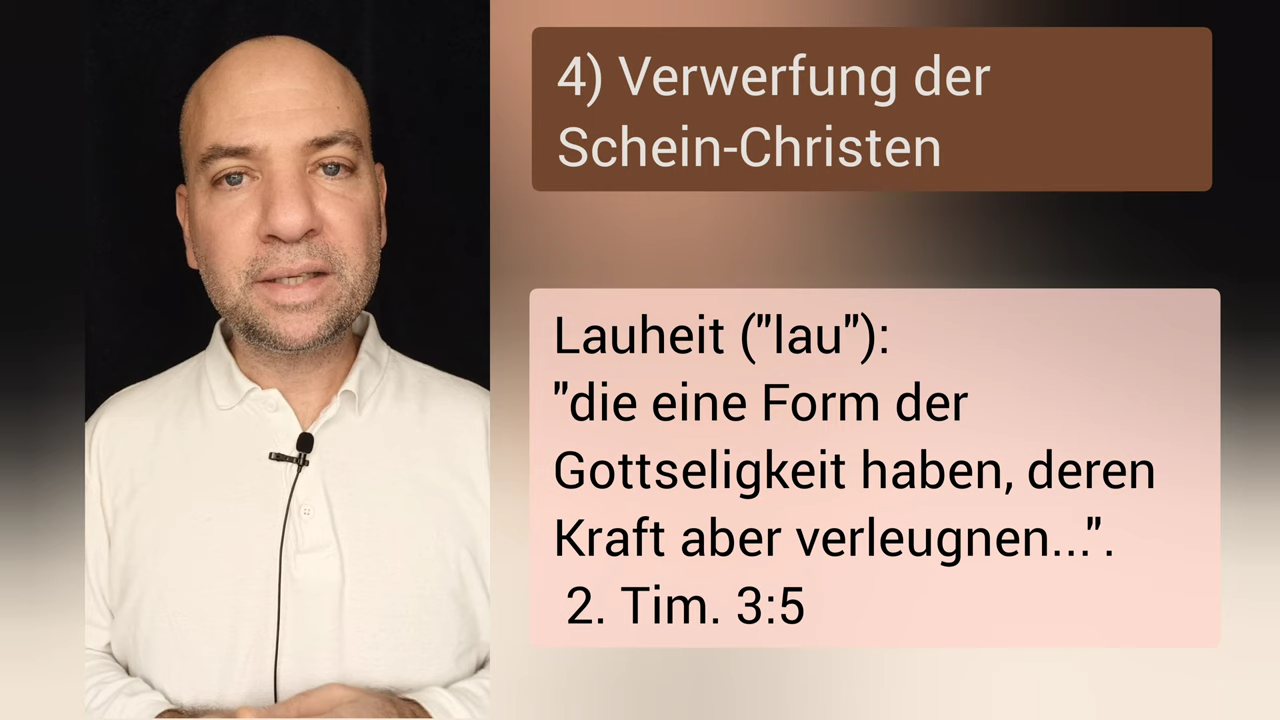 4) Verwerfung der
Schein-Christen
Lauheit ("lau"):
"die eine Form der
Gottseligkeit haben, deren
Kraft aber verleugnen...".
2. Tim. 3:5